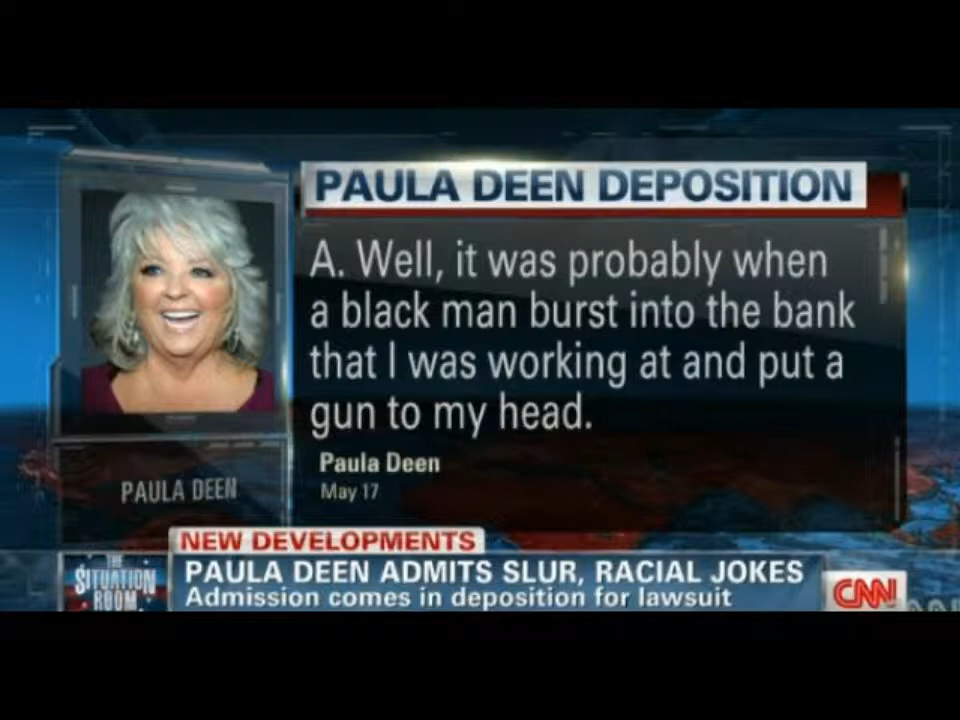 PAULA DEEN DEPOSITION
A. Well, it was probably when
a black man burst into the bank
that I was working at and put a
gun to my head.
Paula Deen
May 17
PAULA DEEN
NEW DEVELOPMENTS
THE
SITUATION
ROOM
PAULA DEEN ADMITS SLUR, RACIAL JOKES
Admission comes in deposition for lawsuit
CNN